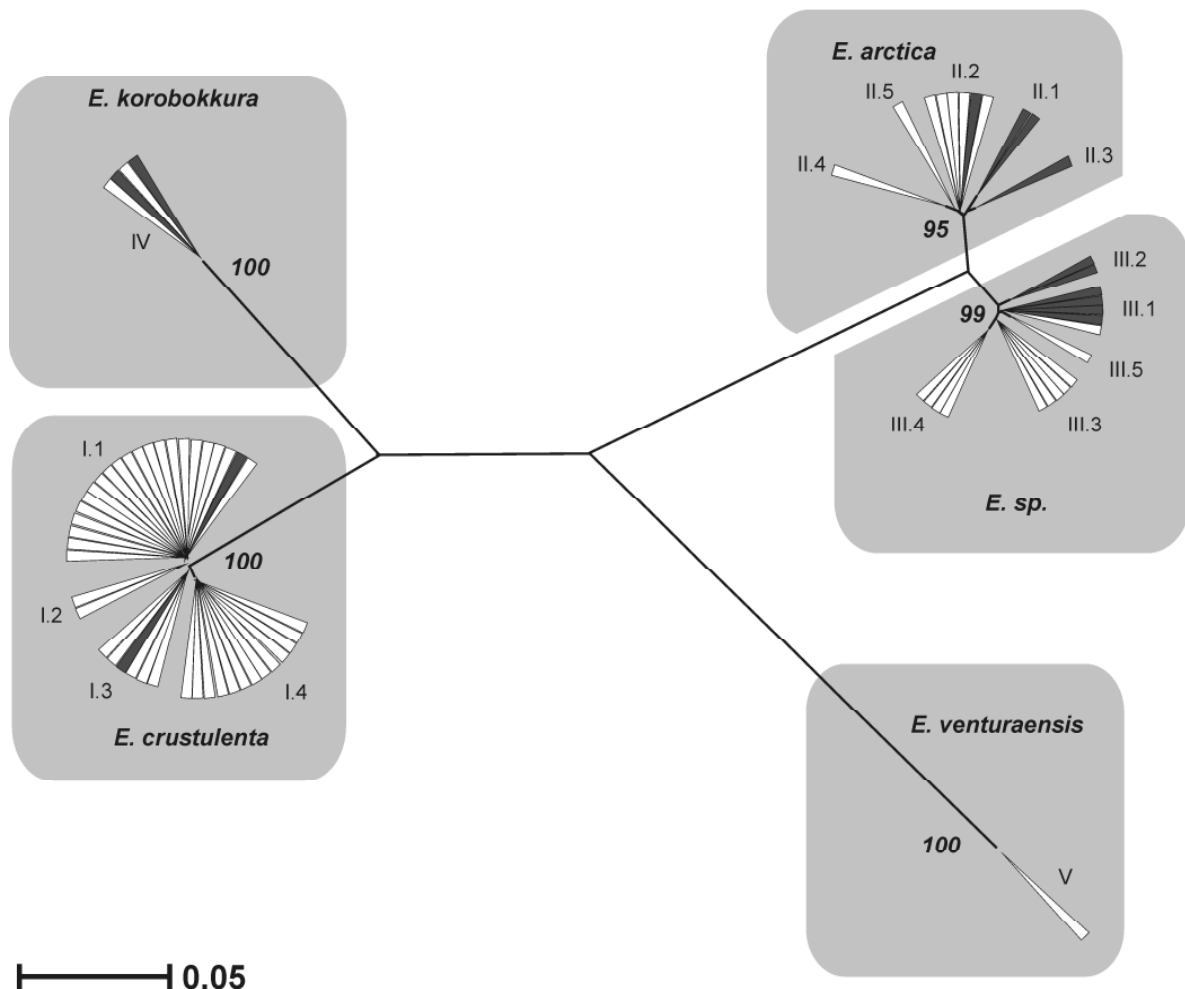 E. korobokkura
IV
100
E. arctica
II.2
II.5
II.1
II.4
II.3
95
III.2
99
III.1
III.5
III.4
III.3
E. sp.
I.1
100
I.2
I.3
I.4
E. crustulenta
E. venturaensis
100
V
0.05